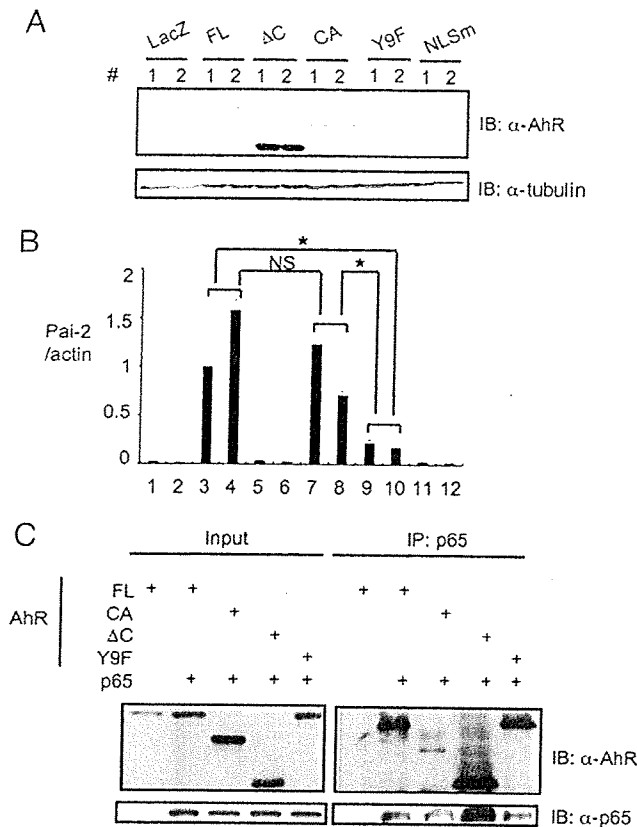 A
LacZ FL ΔC CA Y9F NLSm
# 1 2 1 2 1 2 1 2 1 2 1 2
IB: α-AhR
IB: α-tubulin
B
*
NS *
2
1.5
Pai-2
/actin
1
0.5
0
1 2 3 4 5 6 7 8 9 10 11 12
C
Input IP: p65
AhR
FL + + + +
CA + +
ΔC + +
Y9F + +
p65 + + + + + + + +
IB: α-AhR
IB: α-p65